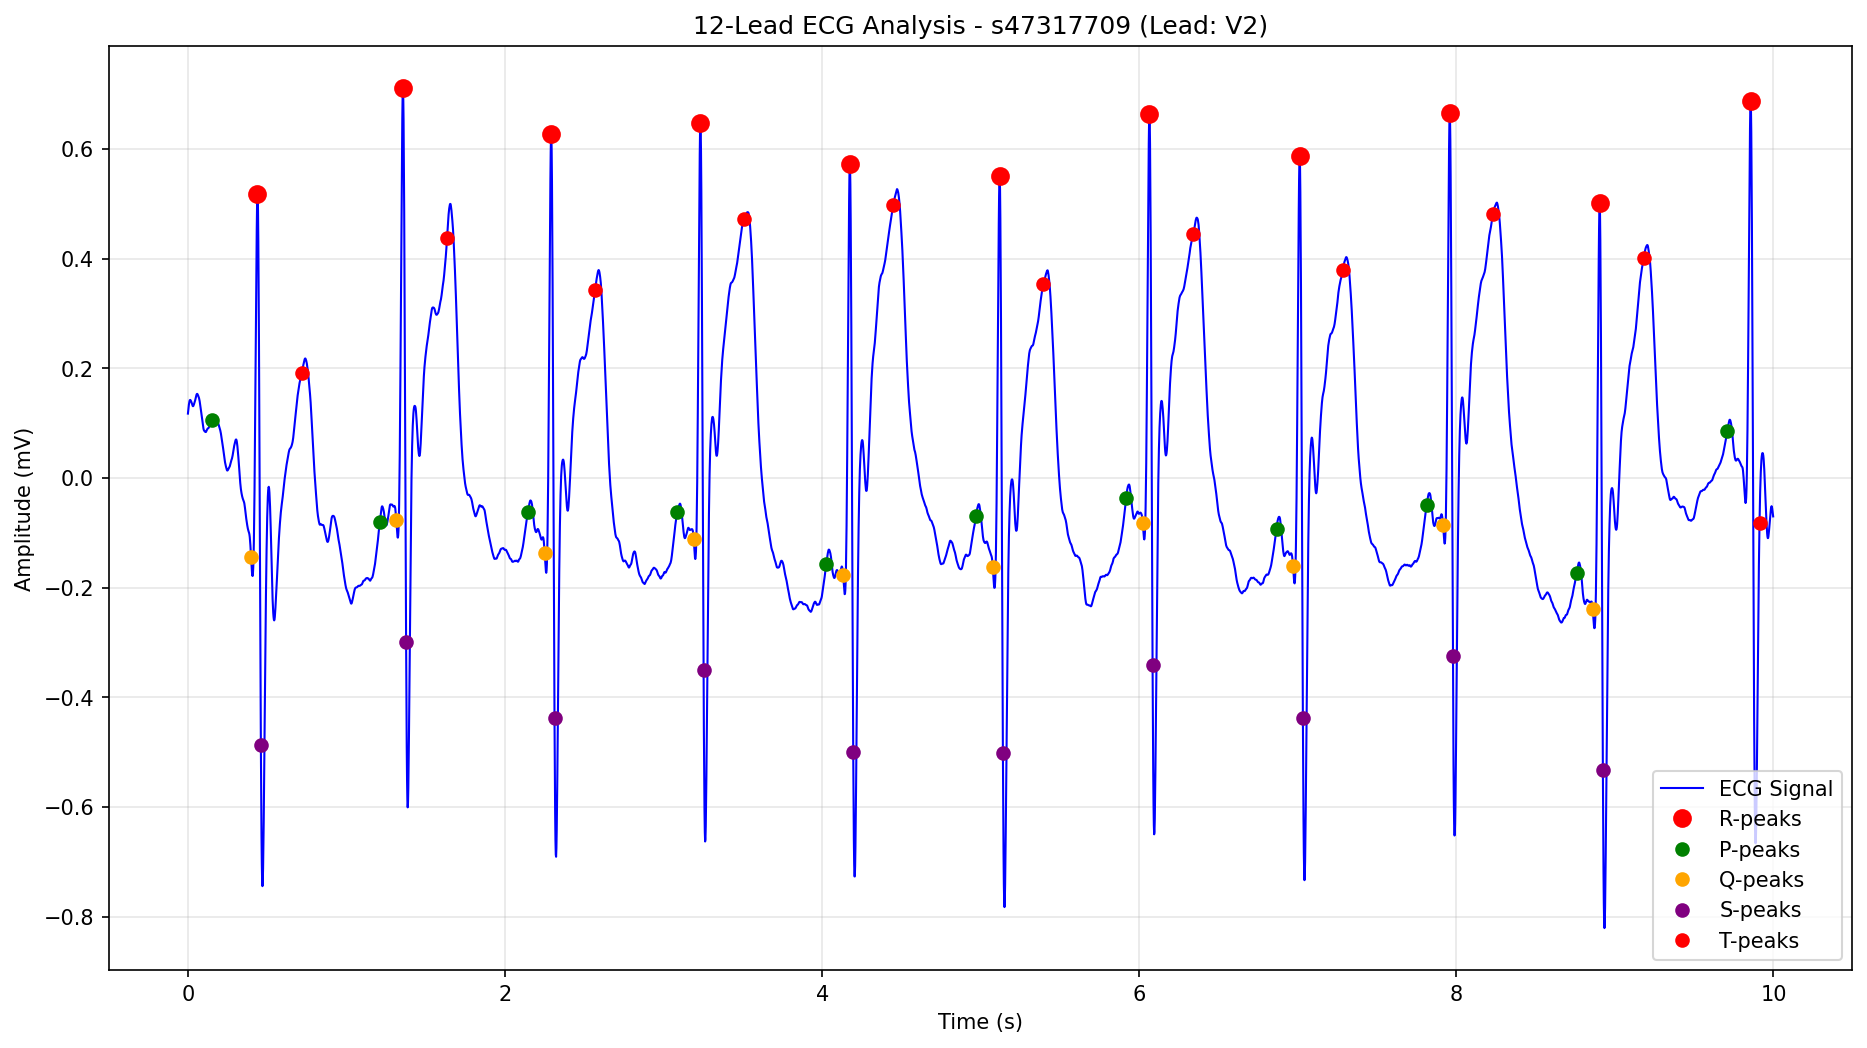 12-Lead ECG Analysis - s47317709 (Lead: V2)
Amplitude (mV)
0.6
0.4
0.2
0.0
−0.2
−0.4
−0.6
−0.8
0
2
4
6
8
10
Time (s)
ECG Signal
R-peaks
P-peaks
Q-peaks
S-peaks
T-peaks